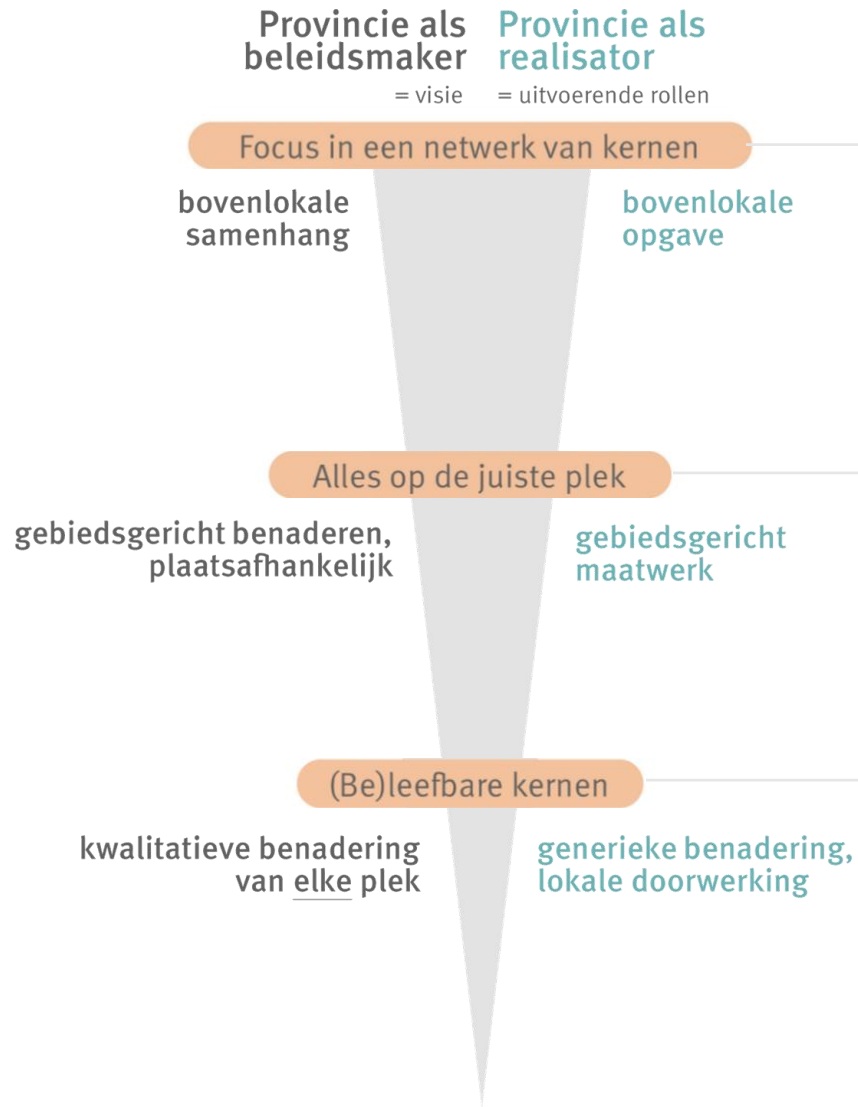 Provincie als
beleidsmaker
= visie
Provincie als
realisator
= uitvoerende rollen
Focus in een netwerk van kernen
bovenlokale
samenhang
bovenlokale
opgave
Alles op de juiste plek
gebiedsgericht benaderen,
plaatsafhankelijk
gebiedsgericht
maatwerk
(Be)leefbare kernen
kwalitatieve benadering
van elke plek
generieke benadering,
lokale doorwerking